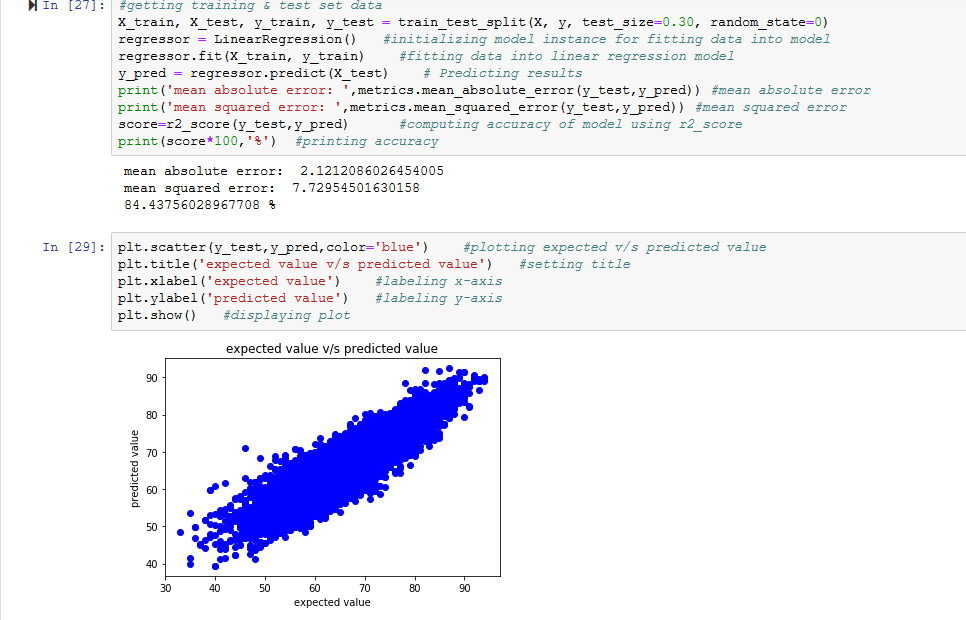 In [27]: #getting training & test set data
X_train, X_test, y_train, y_test = train_test_split(X, y, test_size=0.30, random_state=0)
regressor = LinearRegression()   #initializing model instance for fitting data into model
regressor.fit(X_train, y_train)    #fitting data into linear regression model
y_pred = regressor.predict(X_test)    # Predicting results
print('mean absolute error: ',metrics.mean_absolute_error(y_test,y_pred)) #mean absolute error
print('mean squared error: ',metrics.mean_squared_error(y_test,y_pred)) #mean squared error
score=r2_score(y_test,y_pred)      #computing accuracy of model using r2_score
print(score*100,'%')  #printing accuracy
mean absolute error:  2.1212086026454005
mean squared error:  7.72954501630158
84.43756028967708 %
In [29]: plt.scatter(y_test,y_pred,color='blue')    #plotting expected v/s predicted value
plt.title('expected value v/s predicted value')   #setting title
plt.xlabel('expected value')    #labeling x-axis
plt.ylabel('predicted value')   #labeling y-axis
plt.show()   #displaying plot
expected value v/s predicted value
predicted value
90
80
70
60
50
40
30 40 50 60 70 80 90
expected value